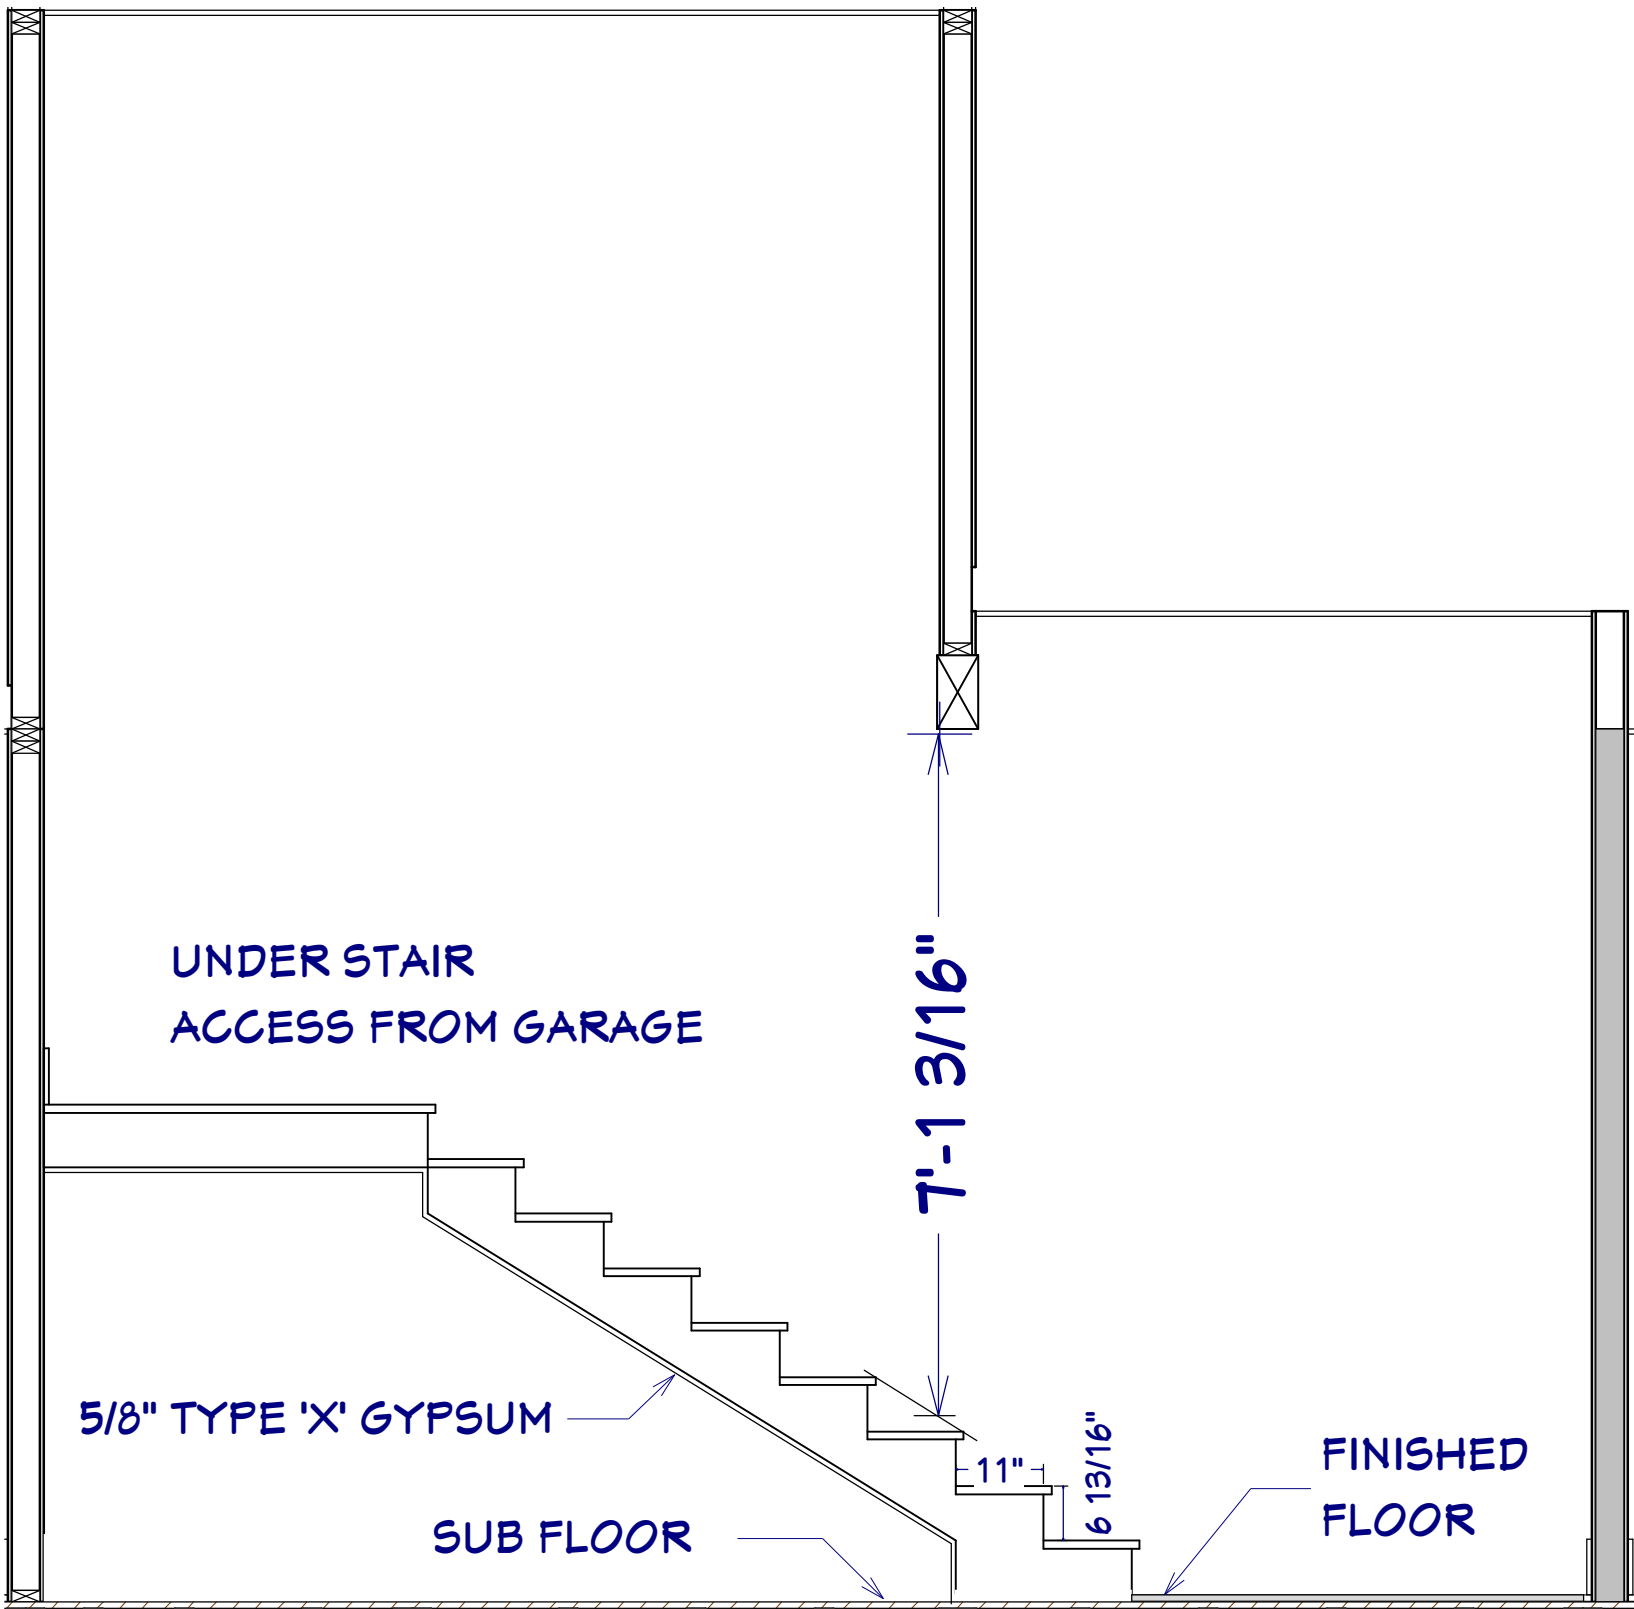 UNDER STAIR
ACCESS FROM GARAGE
7'-1 3/16"
5/8" TYPE 'X' GYPSUM
11"
6 13/16"
FINISHED
FLOOR
SUB FLOOR